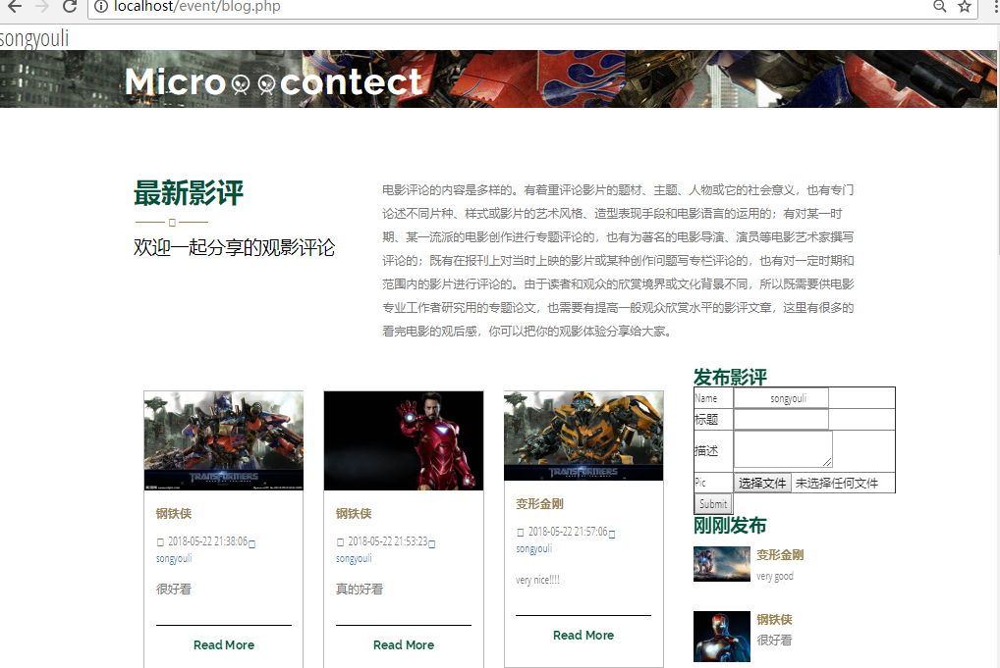 localhost/event/blog.php
songyouli
Micro contect
最新影评
欢迎一起分享的观影评论
电影评论的内容是多样的。有着重评论影片的题材、主题、人物或它的社会意义，也有专门
论述不同片种、样式或影片的艺术风格、造型表现手段和电影语言的运用的；有对某一时
期、某一流派的电影创作进行专题评论的，也有为著名的电影导演、演员等电影艺术家撰写
评论的；既有在报刊上对当时上映的影片或某种创作问题写专栏评论的，也有对一定时期和
范围内的影片进行评论的。由于读者和观众的欣赏境界或文化背景不同，所以既需要供电影
专业工作者研究用的专题论文，也需要有提高一般观众欣赏水平的影评文章，这里有很多的
看完电影的观后感，你可以把你的观影体验分享给大家。
TRANSFORMERS
钢铁侠
2018-05-22 21:38:06
songyouli
很好看
Read More
钢铁侠
2018-05-22 21:53:23
songyouli
真的好看
Read More
TRANSFORMERS
变形金刚
2018-05-22 21:57:06
songyouli
very nice!!!!
Read More
发布影评
Name songyouli
标题
描述
Pic 选择文件 未选择任何文件
Submit
刚刚发布
变形金刚
very good
钢铁侠
很好看